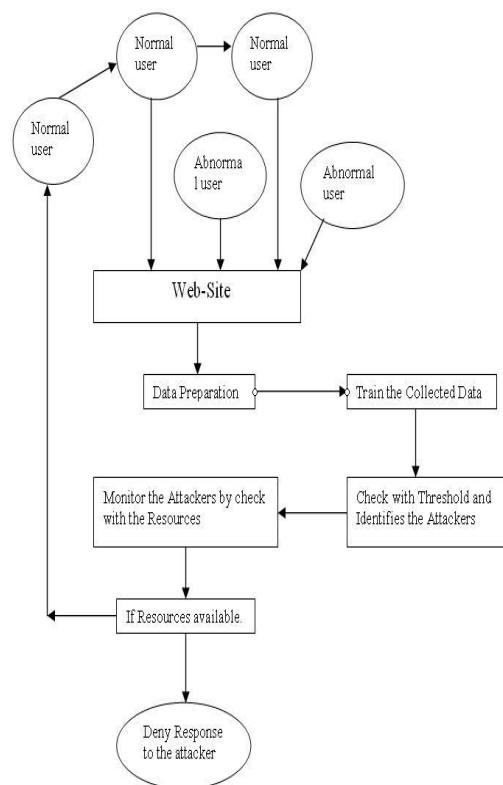 Normal
user
Normal
user
Normal
user
Abnorma
l user
Abnormal
user
Web-Site
Data Preparation
Train the Collected Data
Monitor the Attackers by check
with the Resources
Check with Threshold and
Identifies the Attackers
If Resources available.
Deny Response
to the attacker